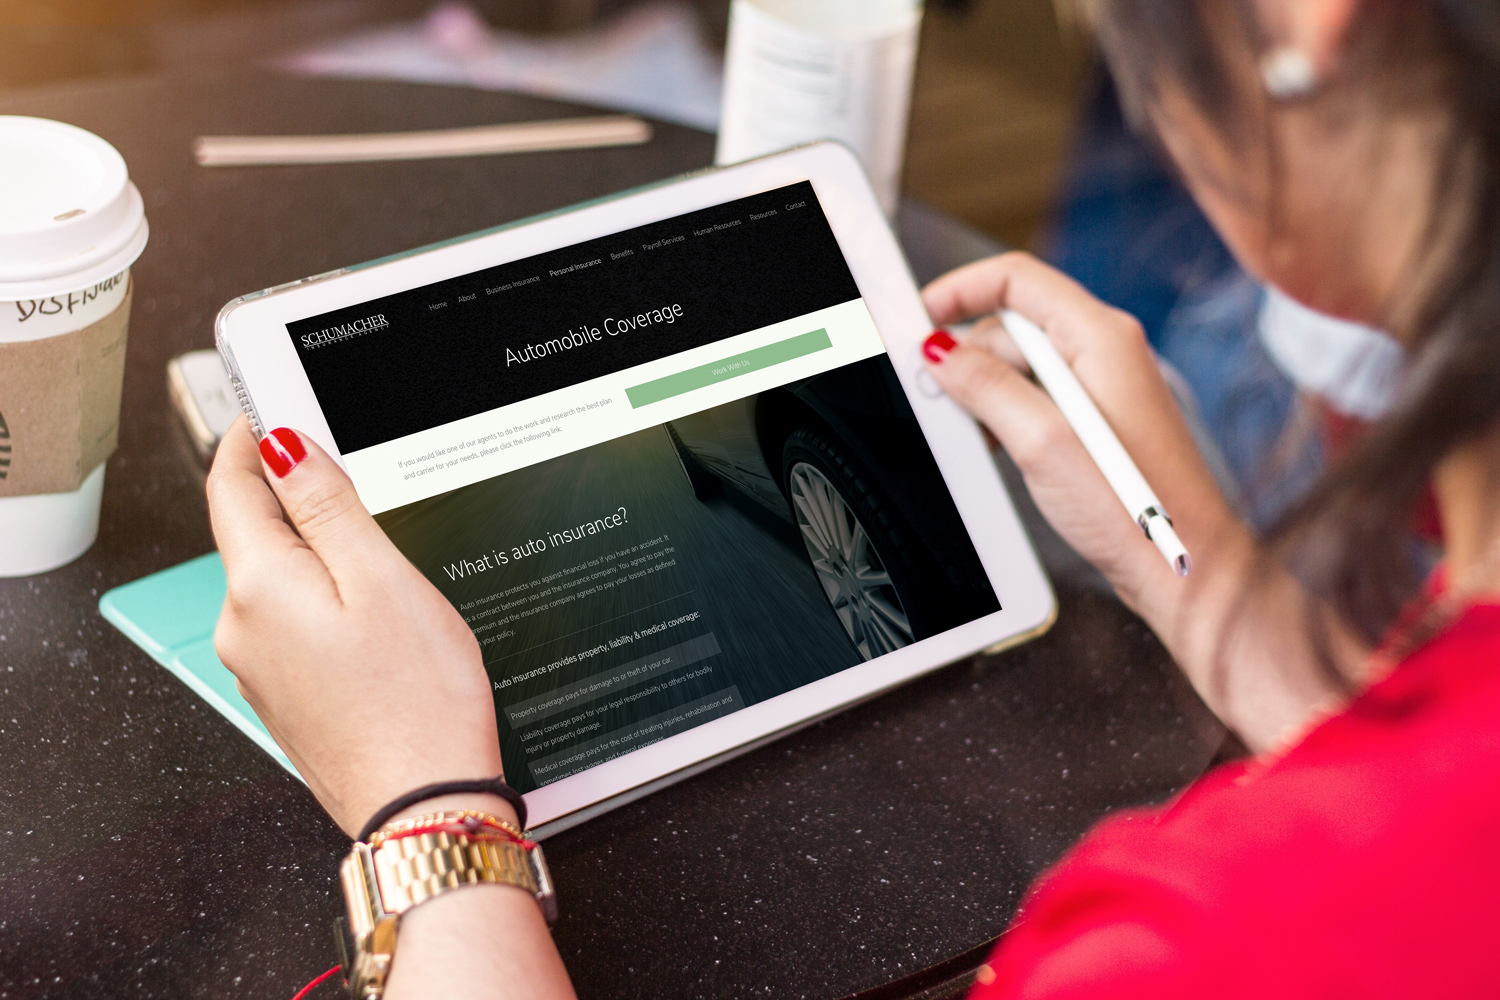 Home About Business Insurance Personal Insurance Benefits Payroll Services Human Resources Resources Contact
SCHUMACHER
Automobile Coverage
If you would like one of our agents to do the work and research the best plan
and carrier for your needs, please click the following link:
Work With Us
What is auto insurance?
Auto insurance protects you against financial loss if you have an accident. It
is a contract between you and the insurance company. You agree to pay the
premium and the insurance company agrees to pay your losses as defined
your policy.
Auto insurance provides property, liability & medical coverage:
Property coverage pays for damage to or theft of your car.
Liability coverage pays for your legal responsibility to others for bodily
injury or property damage.
Medical coverage pays for the cost of treating injuries, rehabilitation and
sometimes lost wages and funeral expenses.